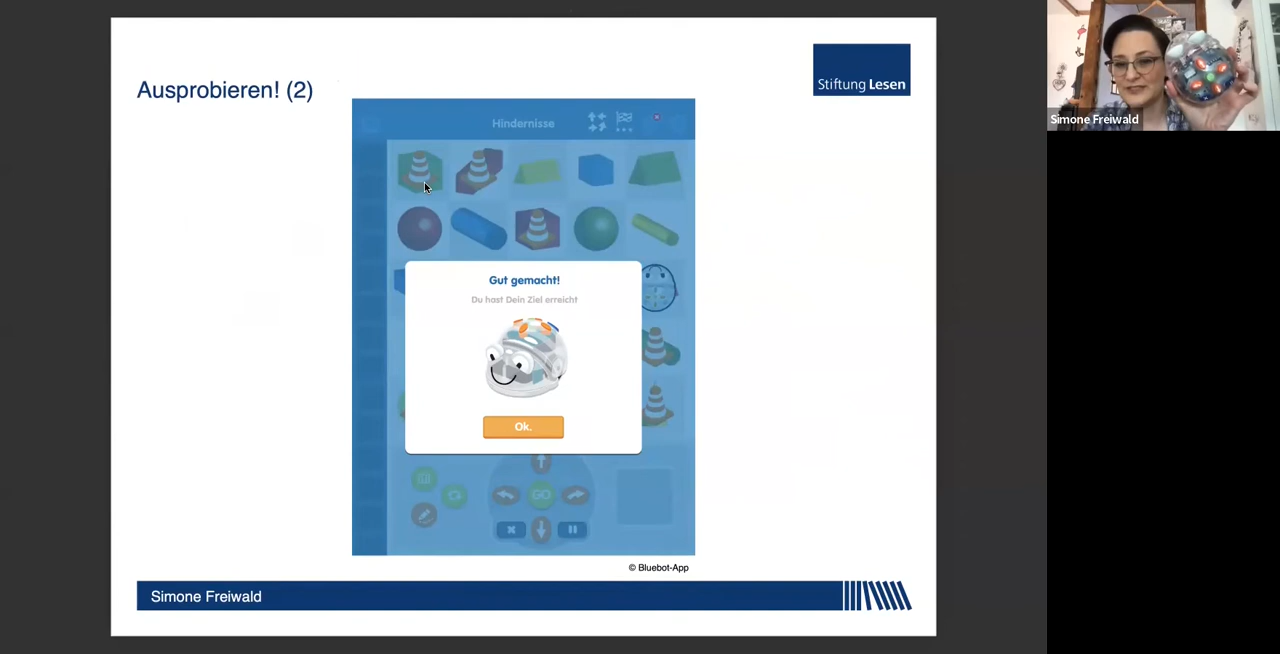 Ausprobieren! (2)
Stiftung Lesen
Hindernisse
Gut gemacht!
Du hast Dein Ziel erreicht
Ok.
GO
© Bluebot-App
Simone Freiwald
Simone Freiwald